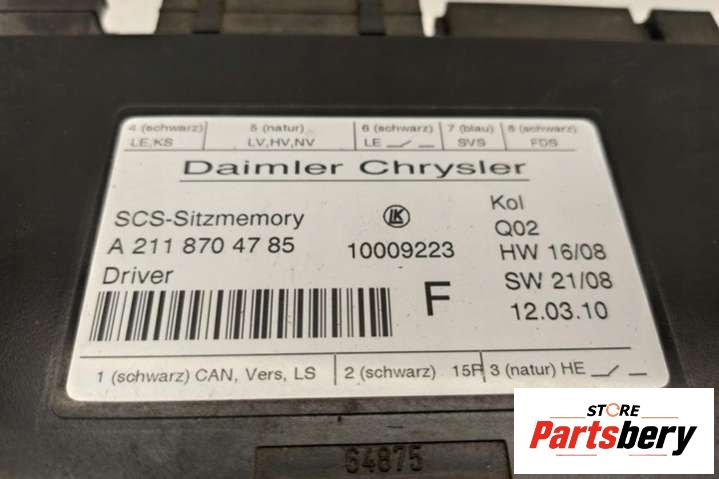 4 (schwarz) 5 (natur) 6 (schwarz) 7 (blau) 8 (schwarz)
LE,KS LV,HV,NV LE SVS FDS
Daimler Chrysler
SCS-Sitzmemory LK Kol
A 211 870 47 85 10009223 Q02
Driver HW 16/08
F SW 21/08
12.03.10
1 (schwarz) CAN, Vers, LS 2 (schwarz) 15R 3 (natur) HE
64875
STORE
Partsbery